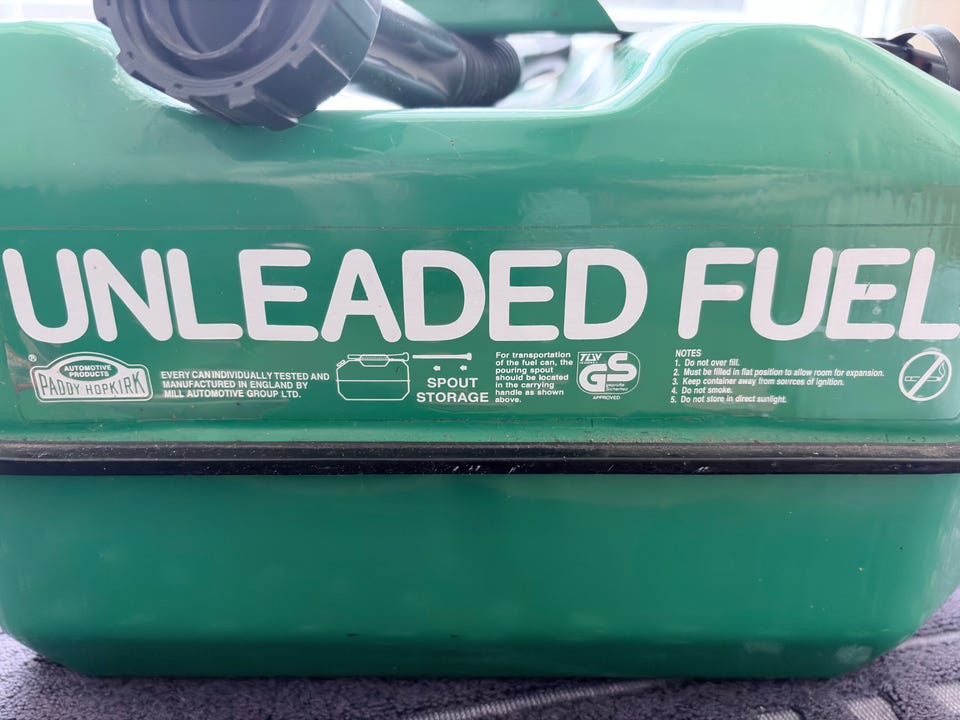 UNLEADED FUEL
®
AUTOMOTIVE
PRODUCTS
PADDY HOPKIRK
EVERY CAN INDIVIDUALLY TESTED AND
MANUFACTURED IN ENGLAND BY
MILL AUTOMOTIVE GROUP LTD.
SPOUT
STORAGE
For transportation
of the fuel can, the
pouring spout
should be located
in the carrying
handle as shown
above.
GS
geprüfte
Sicherheit
APPROVED
NOTES
1. Do not over fill.
2. Must be filled in flat position to allow room for expansion.
3. Keep container away from sources of ignition.
4. Do not smoke.
5. Do not store in direct sunlight.